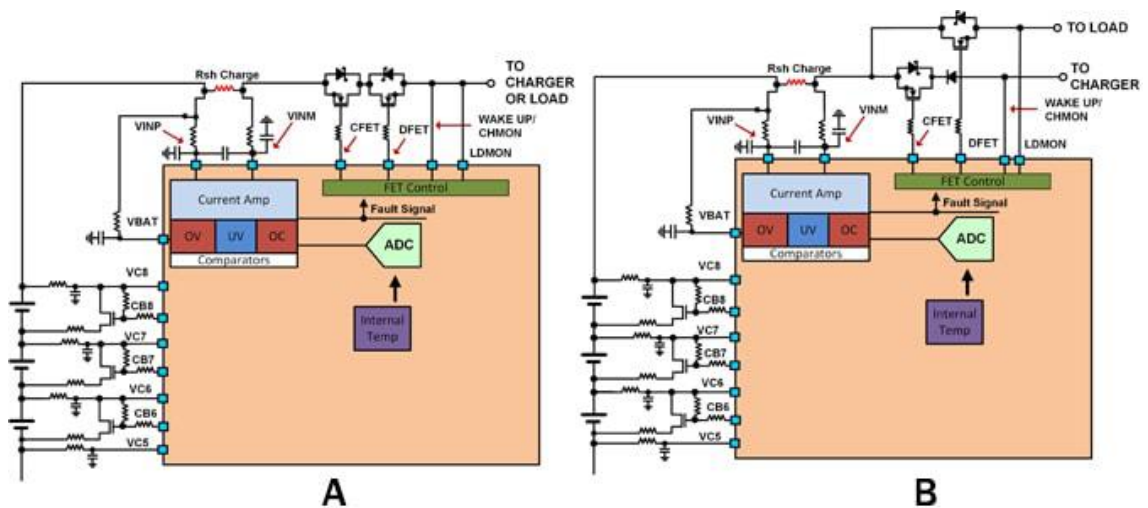 TO
CHARGER
OR LOAD
Rsh Charge
VINP
VINM
CFET
DFET
WAKE UP/
CHMON
LDMON
FET Control
Current Amp
Fault Signal
VBAT
OV
UV
OC
ADC
Comparators
VC8
CB8
Internal
Temp
VC7
CB7
VC6
CB6
VC5
A
TO LOAD
TO
CHARGER
Rsh Charge
VINP
VINM
CFET
DFET
WAKE UP/
CHMON
LDMON
FET Control
Current Amp
Fault Signal
VBAT
OV
UV
OC
ADC
Comparators
VC8
CB8
Internal
Temp
VC7
CB7
VC6
CB6
VC5
B